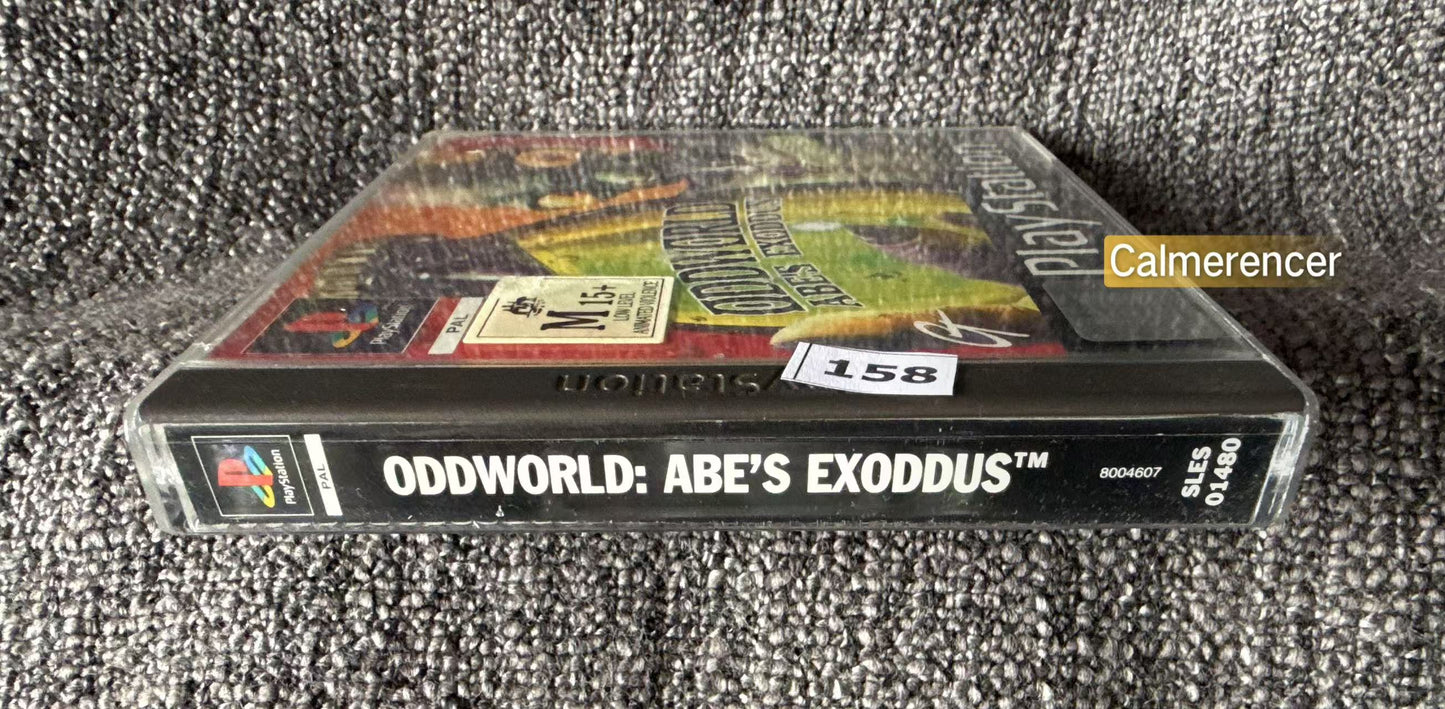 PlayStation
Calmerencer
ODDWORLD
ABE'S EXODDUS
M 15+
LOW LEVEL
ANIMATED VIOLENCE
PAL
PlayStation
GT
158
PlayStation
PAL
ODDWORLD: ABE'S EXODDUS™
8004607
SLES
01480